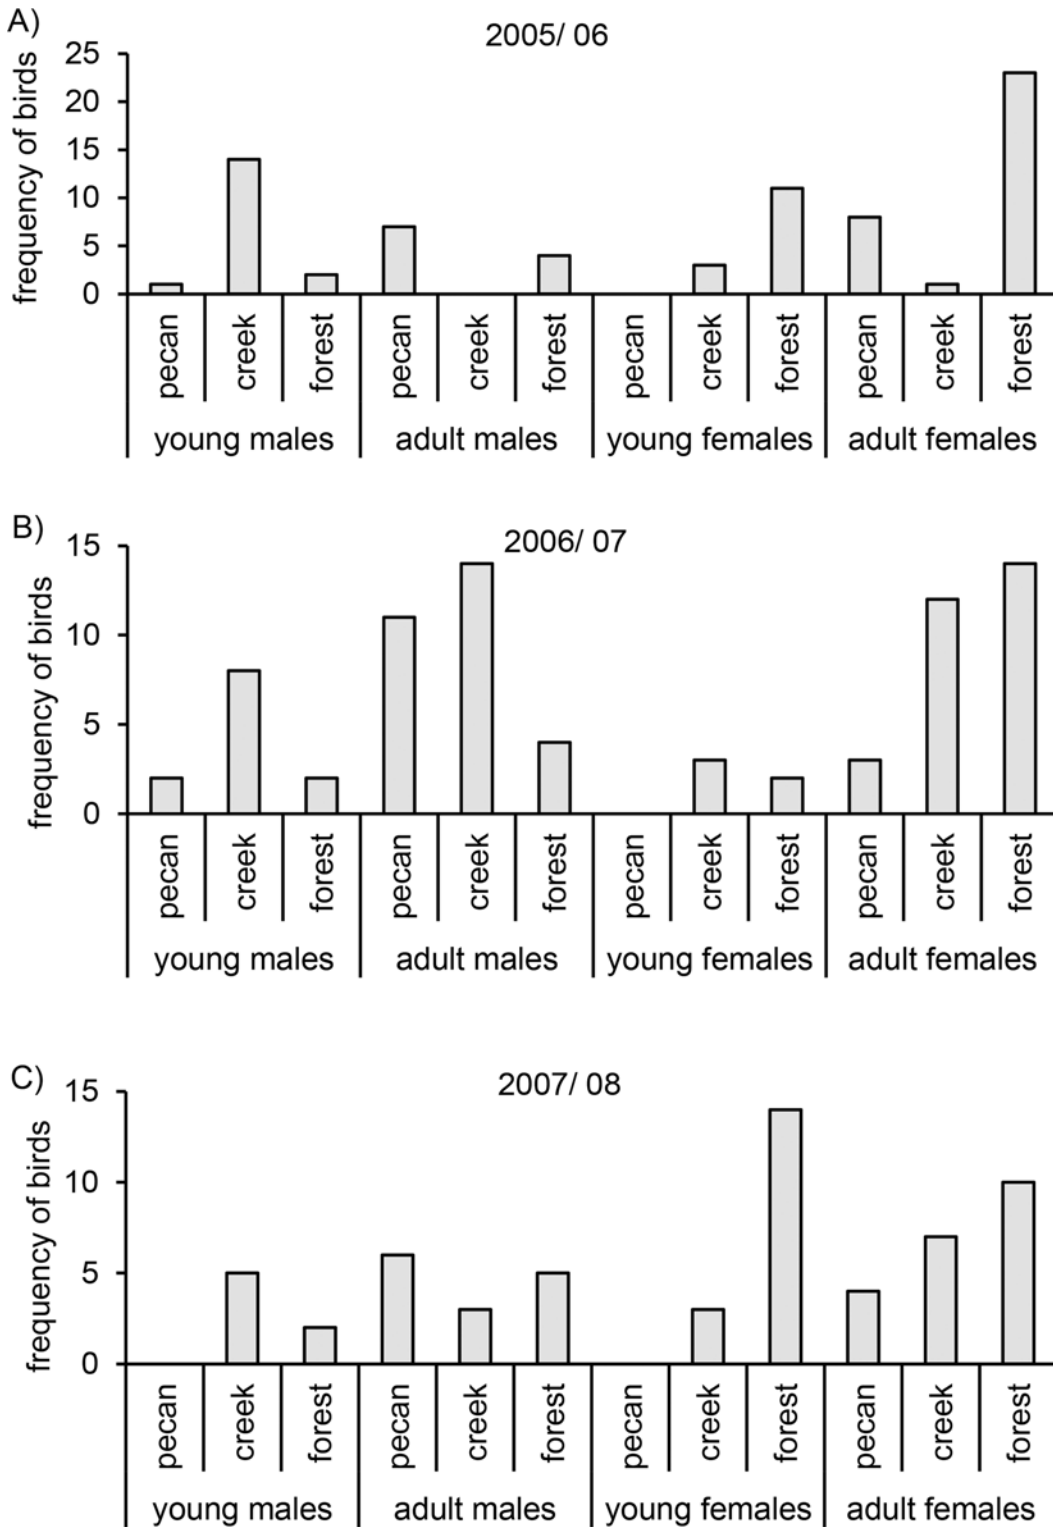 A)
2005/ 06
frequency of birds
25
20
15
10
5
0
pecan creek forest pecan creek forest pecan creek forest pecan creek forest
young males adult males young females adult females
B)
2006/ 07
frequency of birds
15
10
5
0
pecan creek forest pecan creek forest pecan creek forest pecan creek forest
young males adult males young females adult females
C)
2007/ 08
frequency of birds
15
10
5
0
pecan creek forest pecan creek forest pecan creek forest pecan creek forest
young males adult males young females adult females